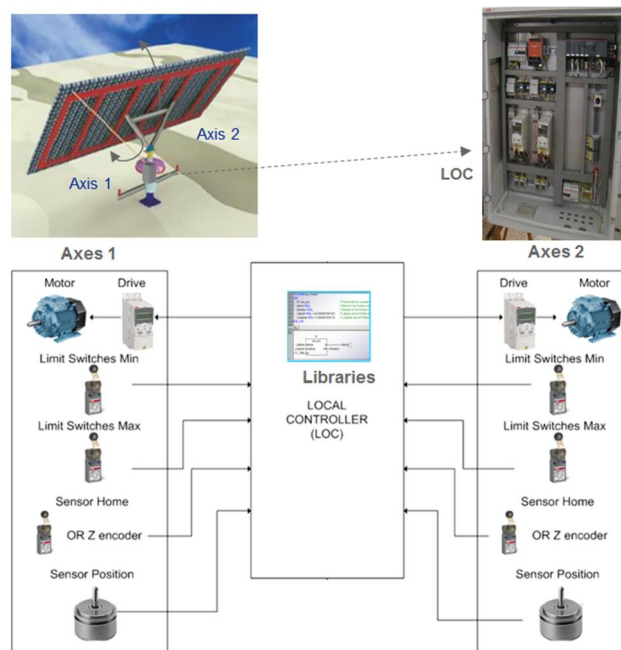 Axis 2
Axis 1
LOC
Axes 1
Axes 2
Motor
Drive
Limit Switches Min
Limit Switches Max
Sensor Home
OR Z encoder
Sensor Position
Libraries
LOCAL
CONTROLLER
(LOC)
Drive
Motor
Limit Switches Min
Limit Switches Max
Sensor Home
OR Z encoder
Sensor Position